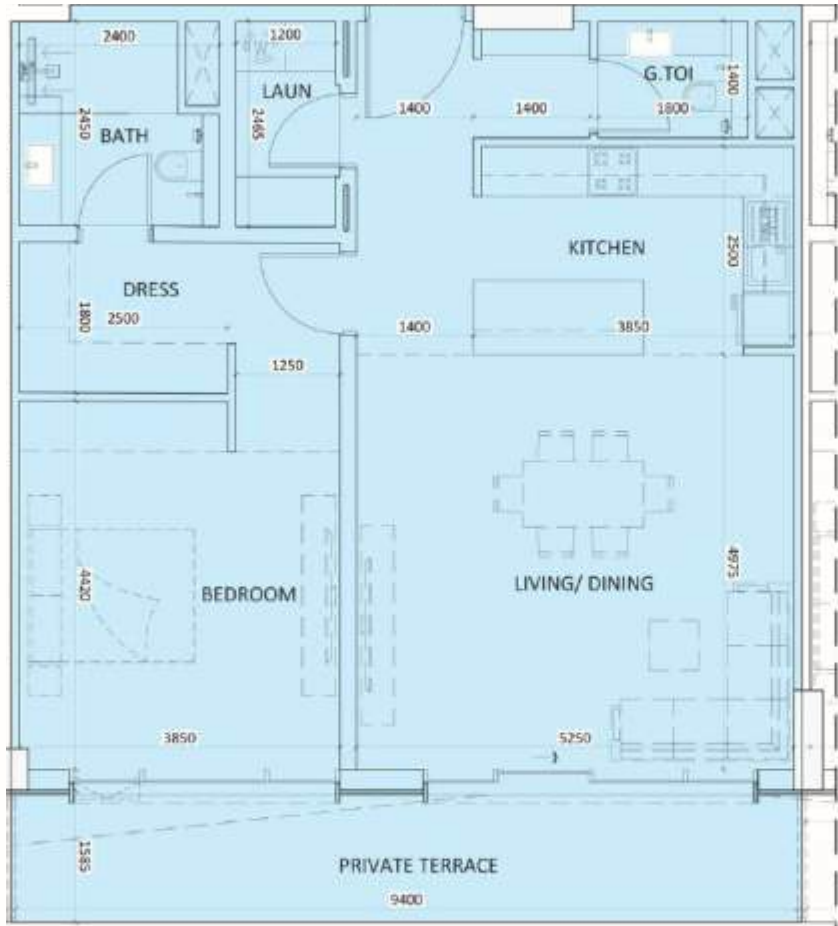 2400
1200
G.TOI
1400
LAUN
1400
1400
1800
2450
2465
BATH
KITCHEN
2500
DRESS
1800
2500
1400
3850
1250
4975
4420
BEDROOM
LIVING/ DINING
3850
5250
1585
PRIVATE TERRACE
9400